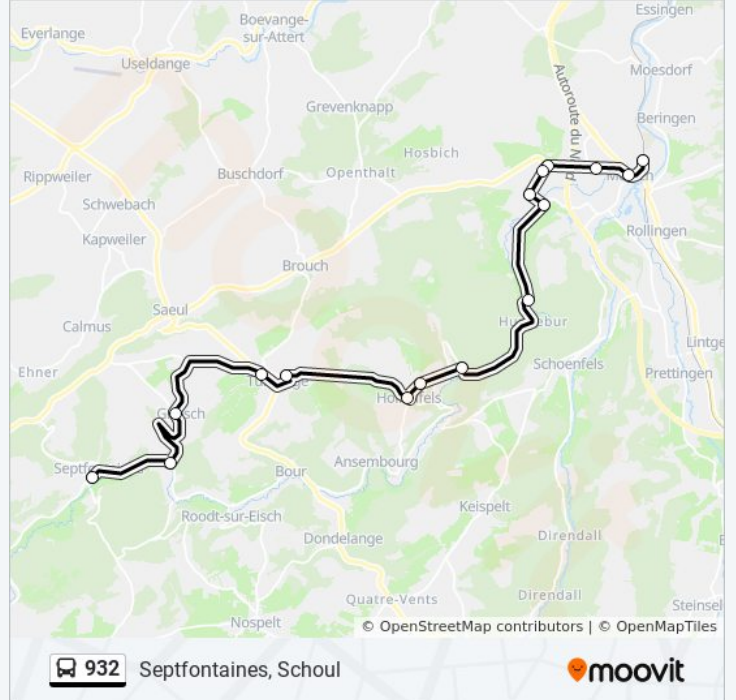 Essingen
Boevange-
sur-Attert
Everlange
Useldange
Moesdorf
Grevenknapp
Beringen
Autoroute du N
Hosbich
Openthalt
Buschdorf
Rippweiler
Schwebach
Rollingen
Kapweiler
Brouch
Saeul
Calmus
Lintge
Schoenfels
Ehner
Prettingen
Ansembourg
Bour
Keispelt
Roodt-sur-Eisch
Direndall
Dondelange
Quatre-Vents
Direndall
Steinsel
Nospelt
© OpenStreetMap contributors | © OpenMapTiles
932 Septfontaines, Schoul
moovit